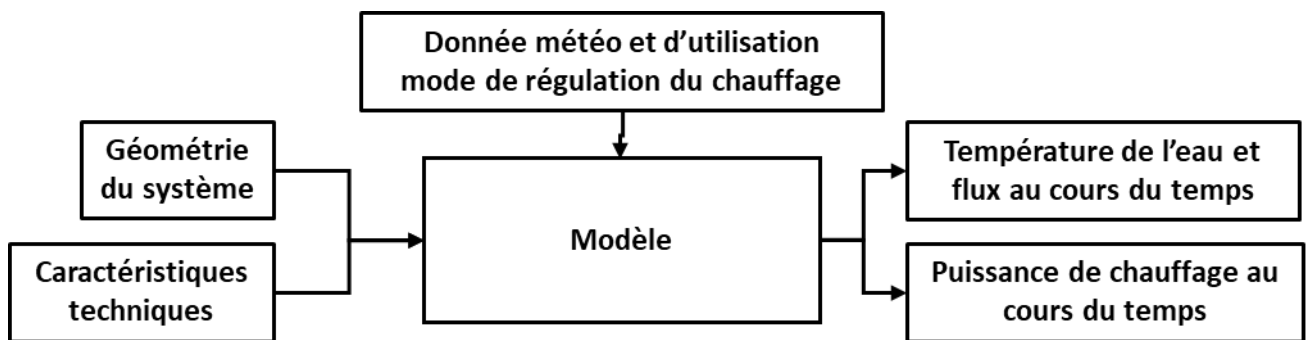 Donnée météo et d’utilisation
mode de régulation du chauffage
Géométrie
du système
Caractéristiques
techniques
Modèle
Température de l’eau et
flux au cours du temps
Puissance de chauffage au
cours du temps